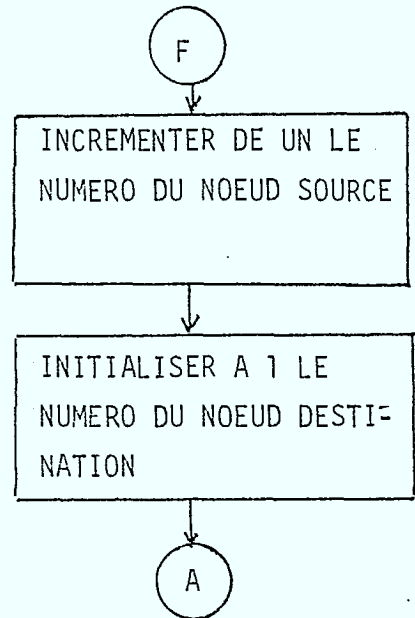 F
INCREMENTER DE UN LE
NUMERO DU NOEUD SOURCE
INITIALISER A 1 LE
NUMERO DU NOEUD DESTI-
NATION
A